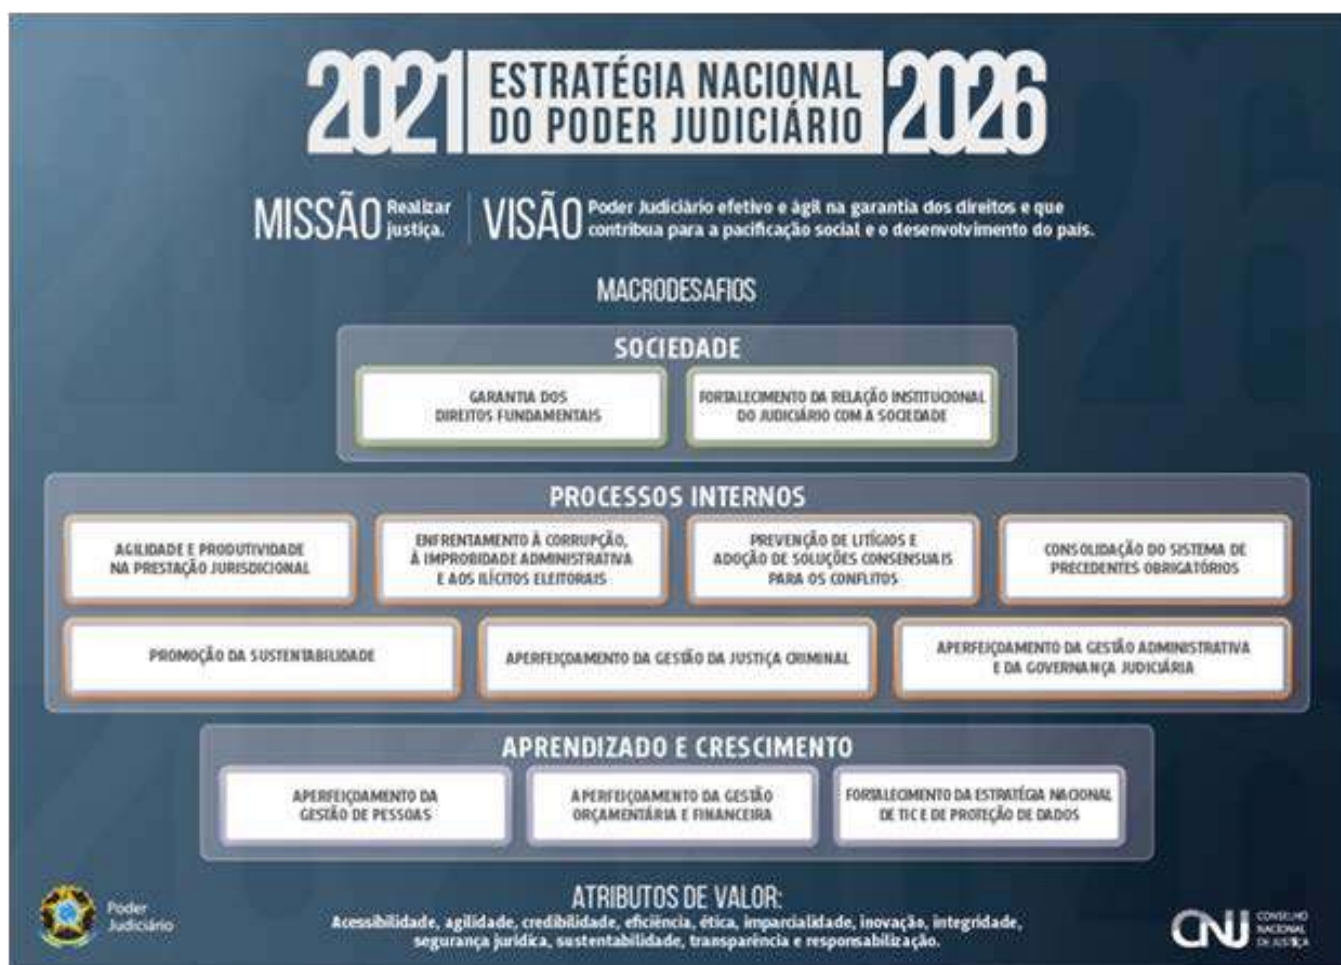 2021 ESTRATÉGIA NACIONAL DO PODER JUDICIÁRIO 2026
MISSÃO Realizar justiça.
VISÃO Poder Judiciário efetivo e ágil na garantia dos direitos e que
contribua para a pacificação social e o desenvolvimento do país.
MACRODESAFIOS
SOCIEDADE
GARANTIA DOS
DIREITOS FUNDAMENTAIS
FORTALECIMENTO DA RELAÇÃO INSTITUCIONAL
DO JUDICIÁRIO COM A SOCIEDADE
PROCESSOS INTERNOS
AGILIDADE E PRODUTIVIDADE
NA PRESTAÇÃO JURISDICIONAL
ENFRENTAMENTO À CORRUPÇÃO,
À IMPROBIDADE ADMINISTRATIVA
E AOS ILÍCITOS ELEITORAIS
PREVENÇÃO DE LITÍGIOS E
ADOÇÃO DE SOLUÇÕES CONSENSUAIS
PARA OS CONFLITOS
CONSOLIDAÇÃO DO SISTEMA DE
PRECEDENTES OBRIGATÓRIOS
PROMOÇÃO DA SUSTENTABILIDADE
APERFEIÇOAMENTO DA GESTÃO DA JUSTIÇA CRIMINAL
APERFEIÇOAMENTO DA GESTÃO ADMINISTRATIVA
E DA GOVERNANÇA JUDICIÁRIA
APRENDIZADO E CRESCIMENTO
APERFEIÇOAMENTO DA
GESTÃO DE PESSOAS
APERFEIÇOAMENTO DA GESTÃO
ORÇAMENTÁRIA E FINANCEIRA
FORTALECIMENTO DA ESTRATÉGIA NACIONAL
DE TIC E DE PROTEÇÃO DE DADOS
ATRIBUTOS DE VALOR:
Acessibilidade, agilidade, credibilidade, eficiência, ética, imparcialidade, inovação, integridade,
segurança jurídica, sustentabilidade, transparência e responsabilização.
Poder
Judiciário
CNJ
CONSELHO
NACIONAL
DE JUSTIÇA